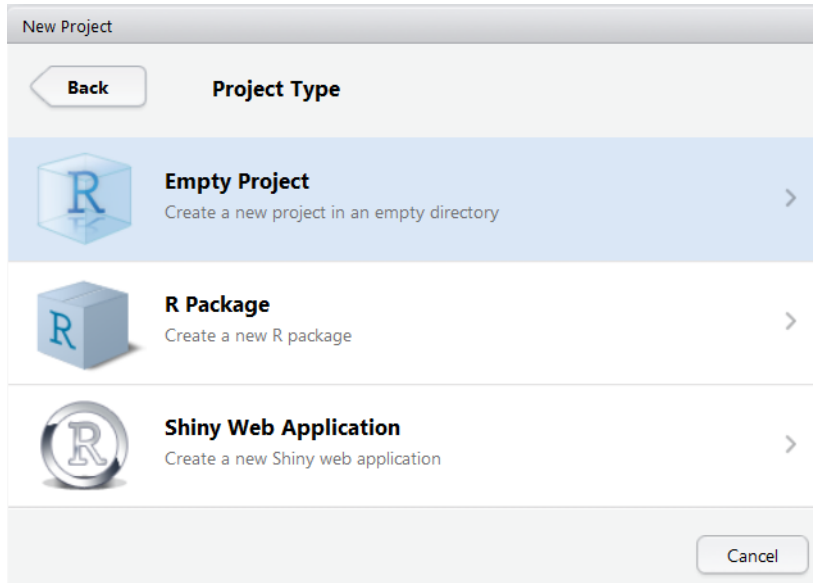 New Project
Back
Project Type
R
Empty Project
Create a new project in an empty directory
R
R Package
Create a new R package
R
Shiny Web Application
Create a new Shiny web application
Cancel